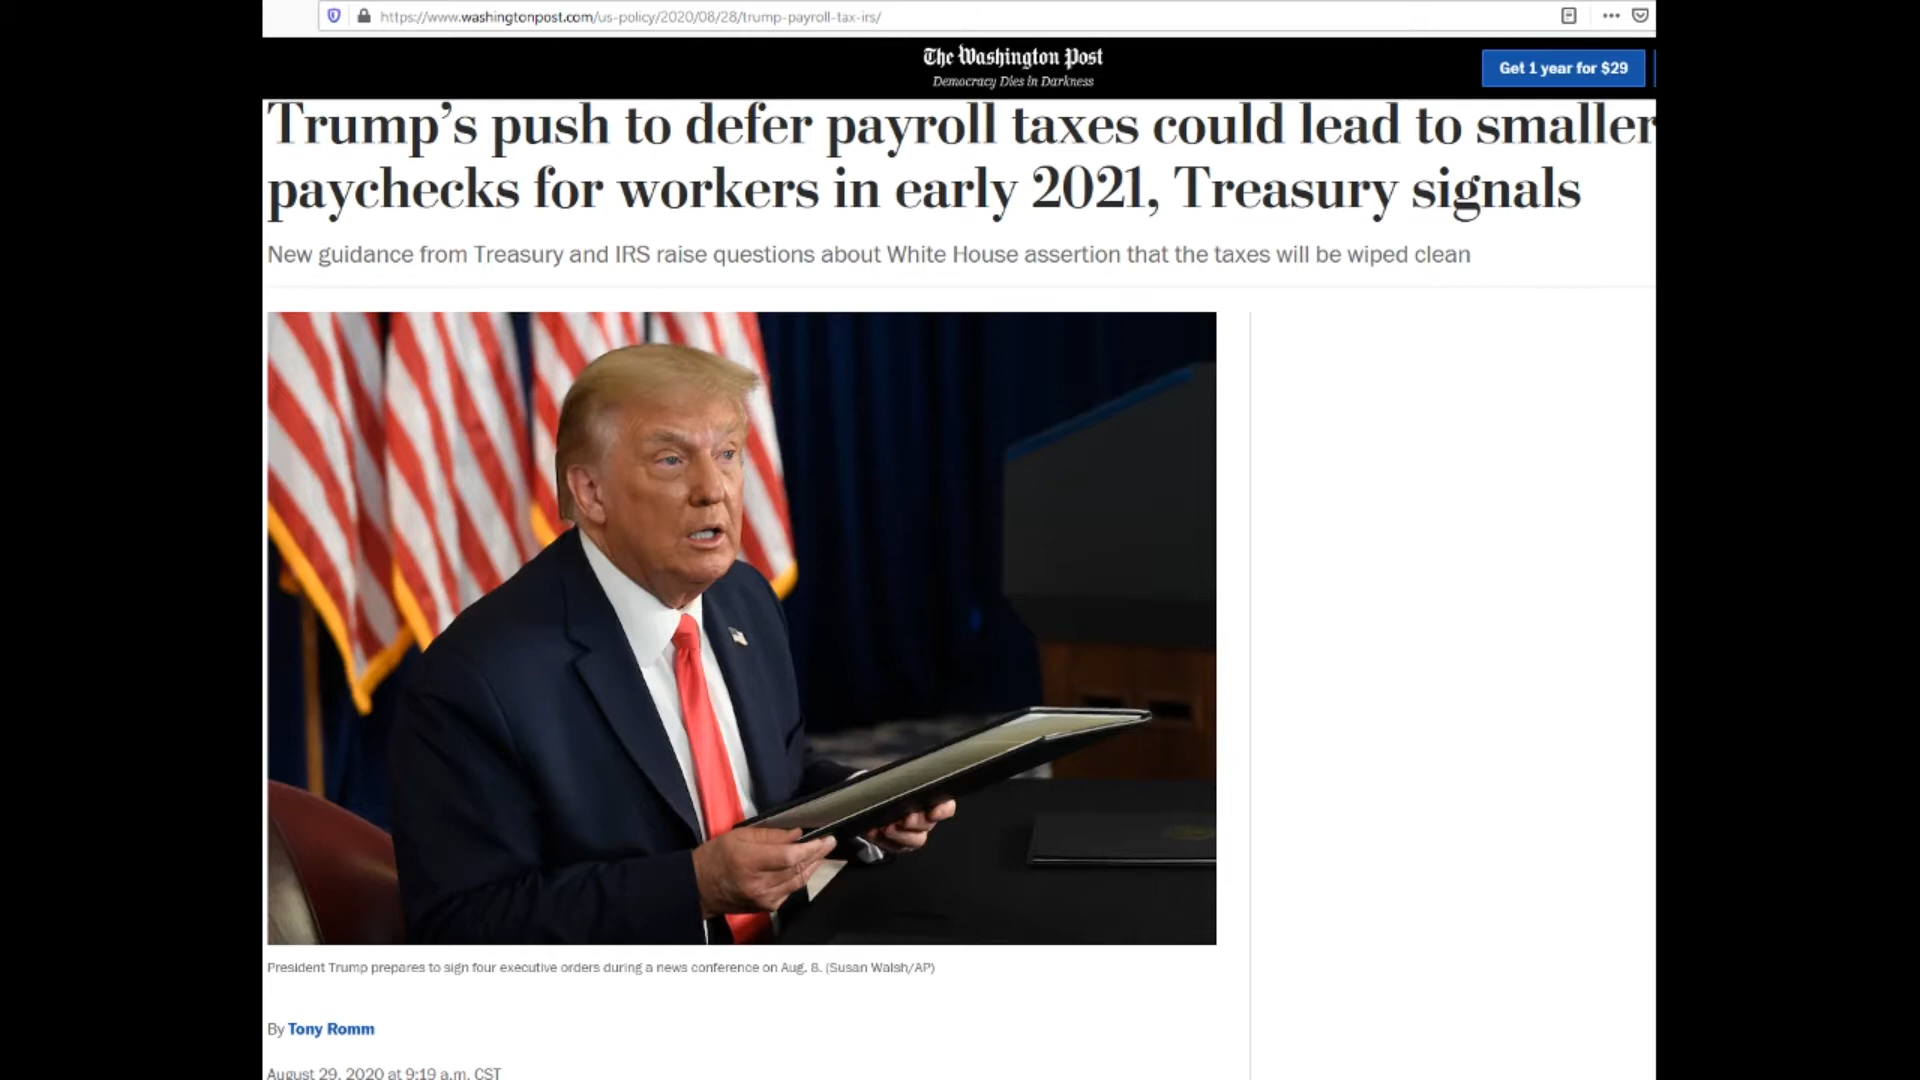 https://www.washingtonpost.com/us-policy/2020/08/28/trump-payroll-tax-irs/
The Washington Post
Democracy Dies in Darkness
Get 1 year for $29
Trump’s push to defer payroll taxes could lead to smaller
paychecks for workers in early 2021, Treasury signals
New guidance from Treasury and IRS raise questions about White House assertion that the taxes will be wiped clean
President Trump prepares to sign four executive orders during a news conference on Aug. 8. (Susan Walsh/AP)
By Tony Romm
August 29, 2020 at 9:19 a.m. CST